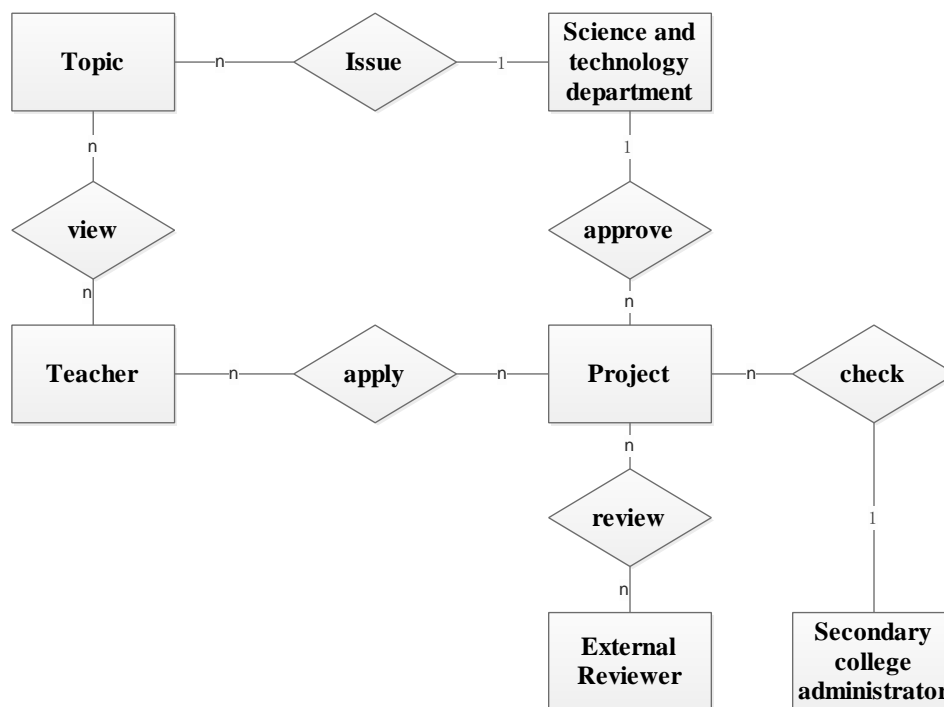 Topic
n
Issue
1
Science and
technology
department
n
1
view
approve
n
n
Teacher
n
apply
n
Project
n
check
n
review
1
n
External
Reviewer
Secondary
college
administrator